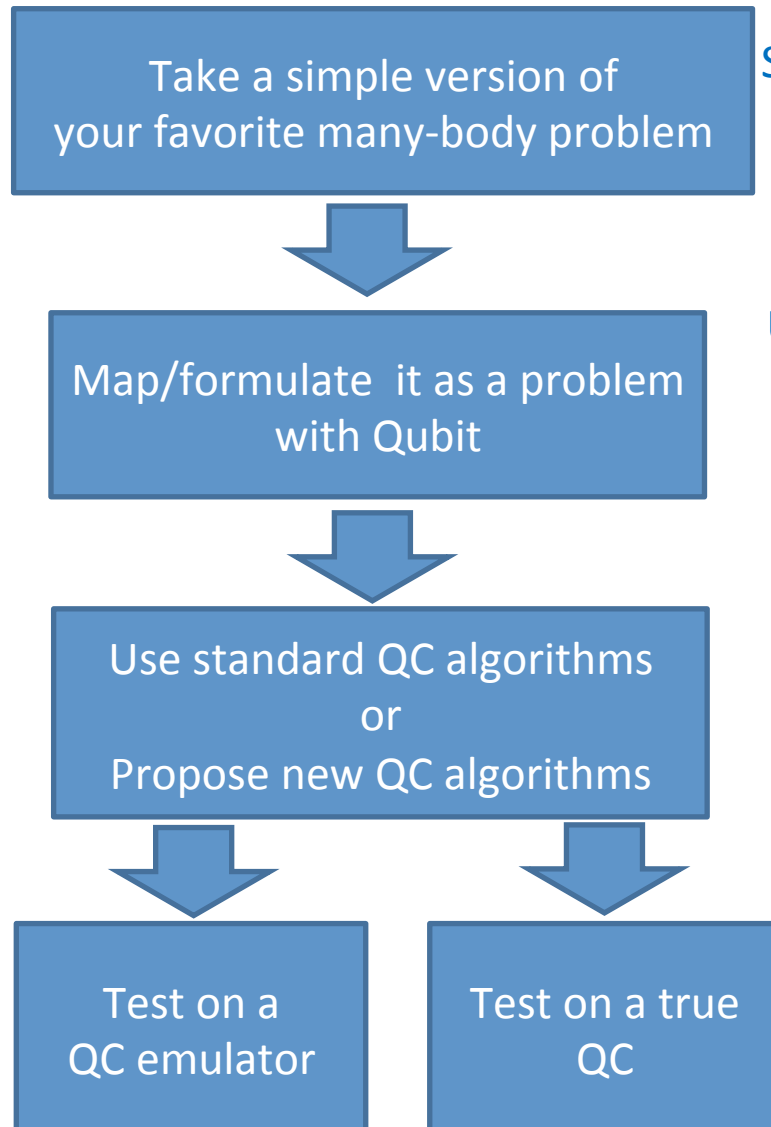 Take a simple version of
your favorite many-body problem
Map/formulate it as a problem
with Qubit
Use standard QC algorithms
or
Propose new QC algorithms
Test on a
QC emulator
Test on a true
QC